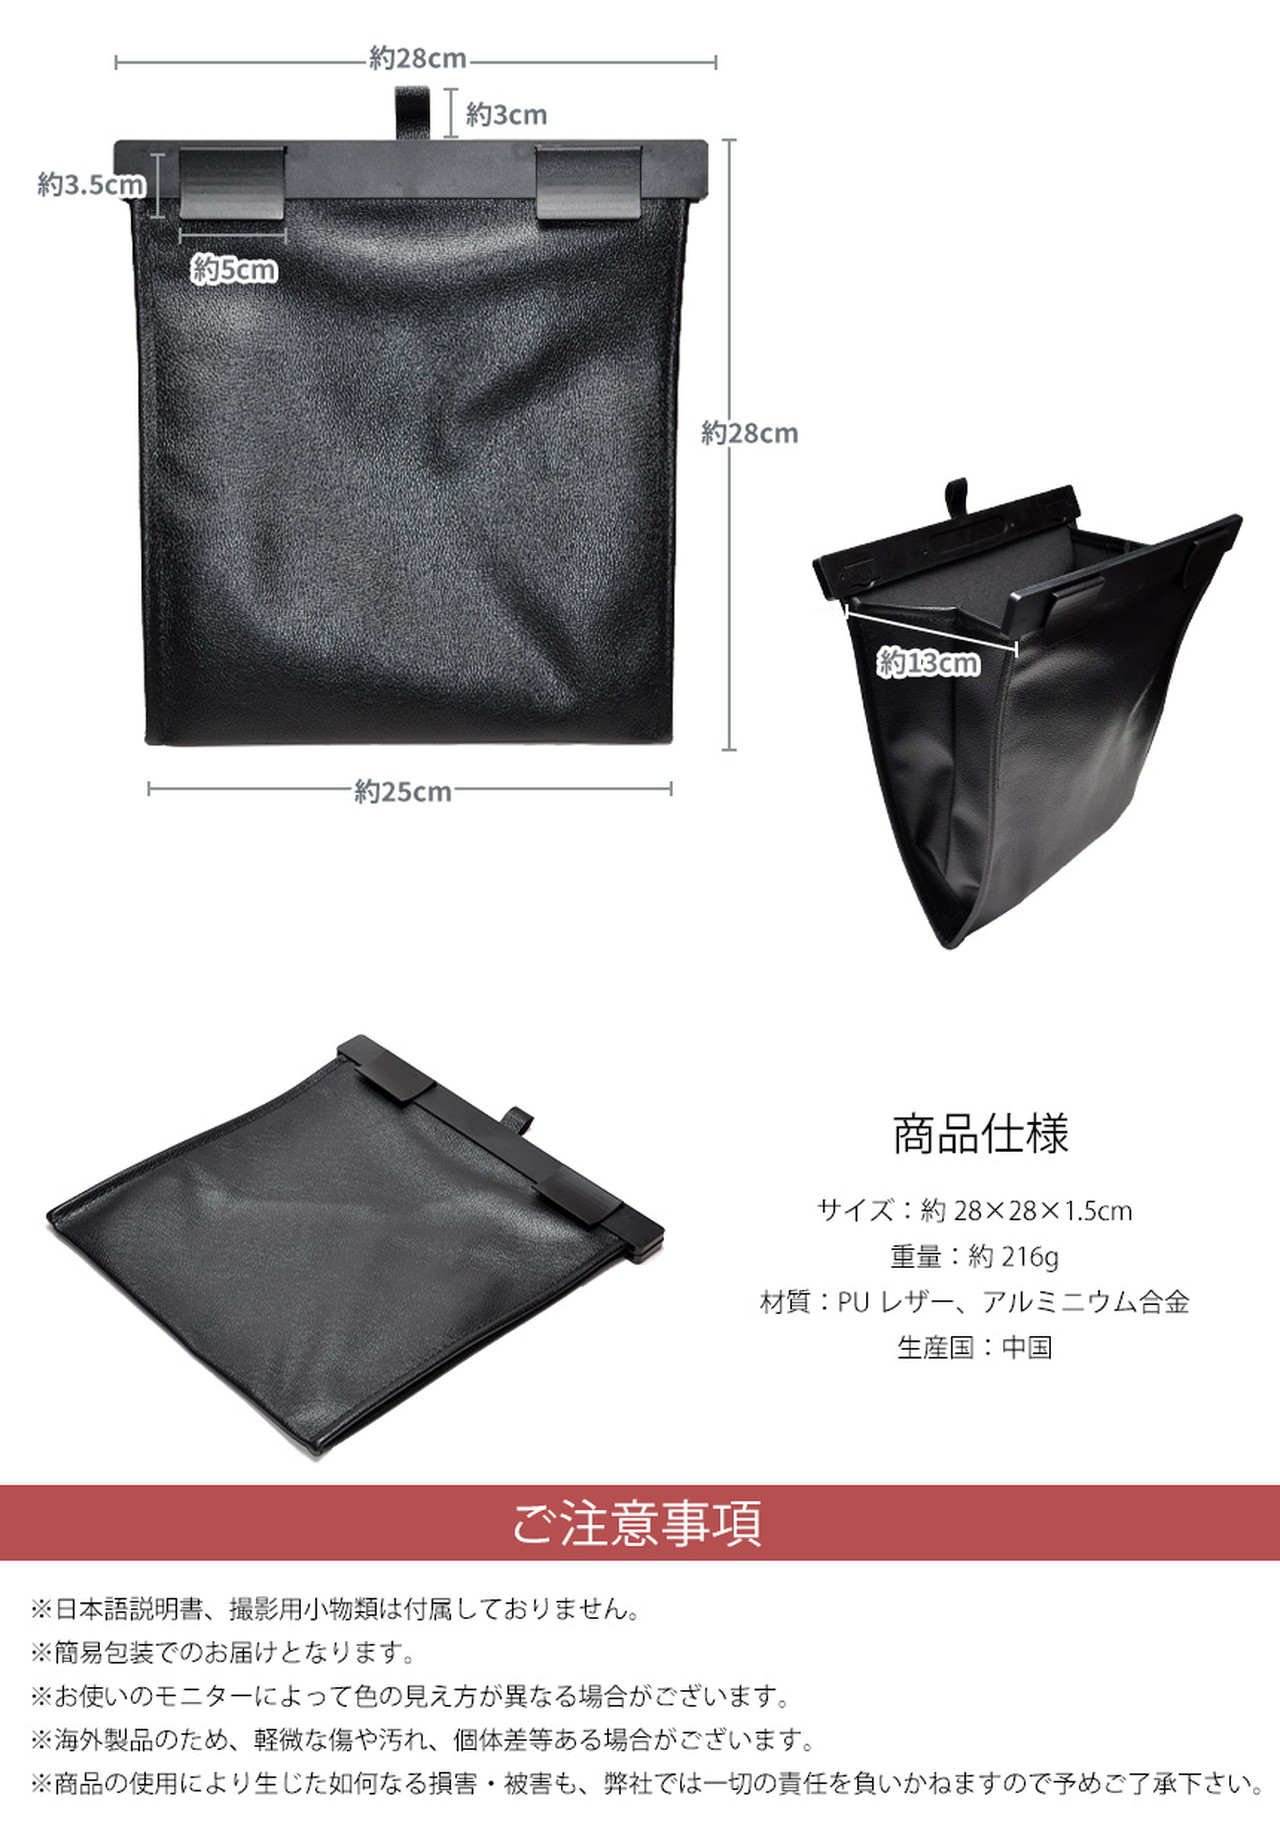 約28cm
約3cm
約3.5cm
約5cm
約28cm
約13cm
約25cm
商品仕様
サイズ：約 28×28×1.5cm
重量：約 216g
材質：PU レザー、アルミニウム合金
生産国：中国
ご注意事項
※日本語説明書、撮影用小物類は付属しておりません。
※簡易包装でのお届けとなります。
※お使いのモニターによって色の見え方が異なる場合がございます。
※海外製品のため、軽微な傷や汚れ、個体差等ある場合がございます。
※商品の使用により生じた如何なる損害・被害も、弊社では一切の責任を負いかねますので予めご了承下さい。